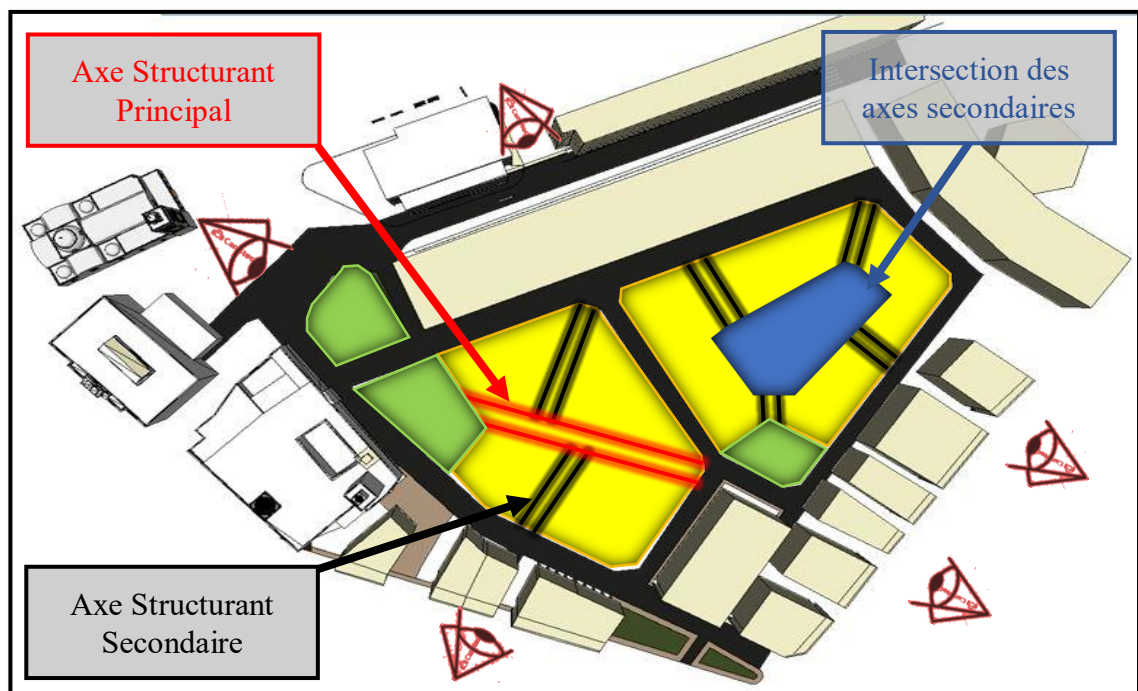 Axe Structurant
Principal
Intersection des
axes secondaires
Axe Structurant
Secondaire